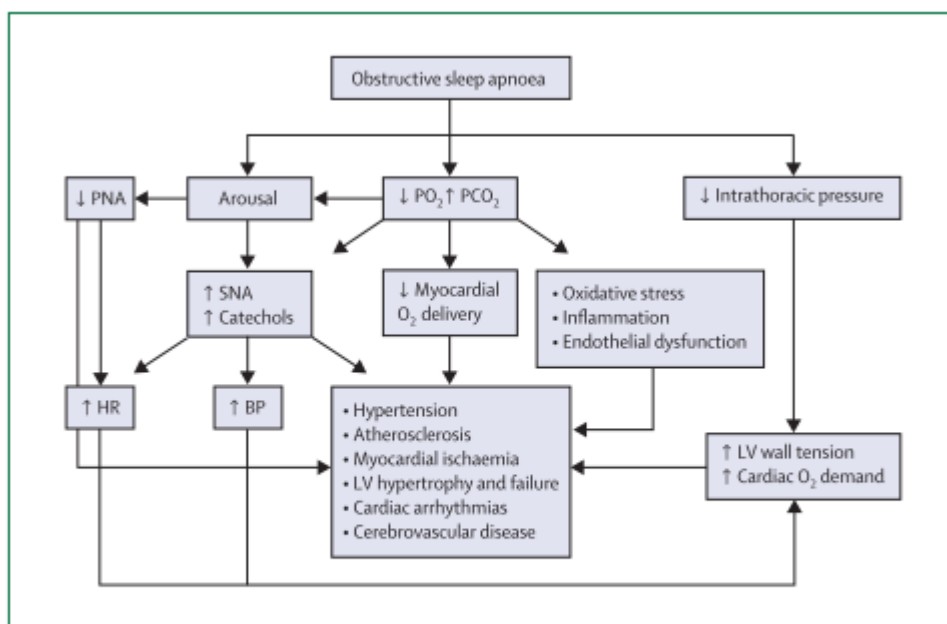 Obstructive sleep apnoea
↓ PNA
Arousal
↓ PO₂↑ PCO₂
↓ Intrathoracic pressure
↑ SNA
↑ Catechols
↓ Myocardial
O₂ delivery
• Oxidative stress
• Inflammation
• Endothelial dysfunction
↑ HR
↑ BP
• Hypertension
• Atherosclerosis
• Myocardial ischaemia
• LV hypertrophy and failure
• Cardiac arrhythmias
• Cerebrovascular disease
↑ LV wall tension
↑ Cardiac O₂ demand